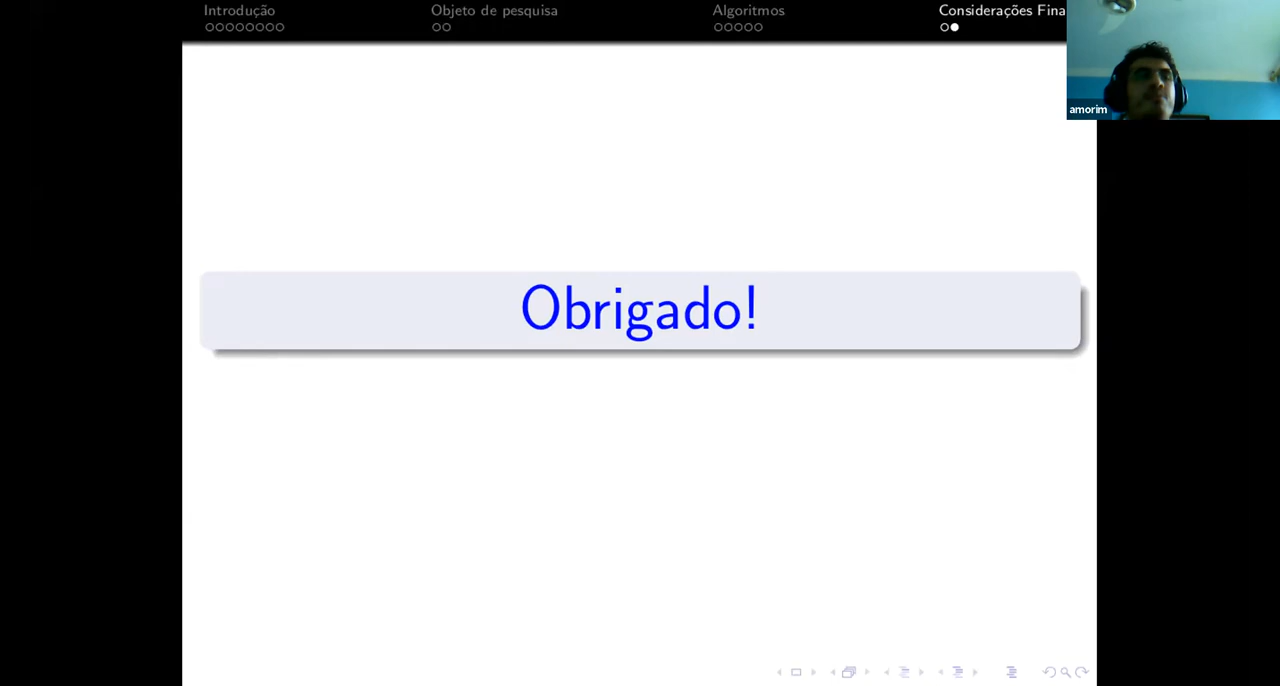 Introdução
Objeto de pesquisa
Algoritmos
Considerações Fina
amorim
Obrigado!